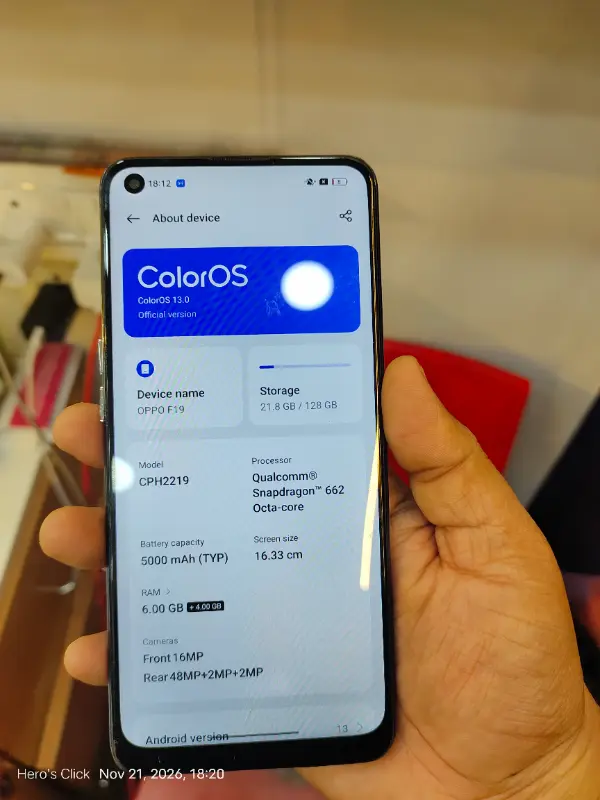 18:12
About device
ColorOS
ColorOS 13.0
Official version
Device name
OPPO F19
Storage
21.8 GB / 128 GB
Model
CPH2219
Processor
Qualcomm®
Snapdragon™ 662
Octa-core
Battery capacity
5000 mAh (TYP)
Screen size
16.33 cm
RAM
6.00 GB + 4.00 GB
Cameras
Front 16MP
Rear 48MP+2MP+2MP
Android version 13
Hero's Click Nov 21, 2026, 18:20